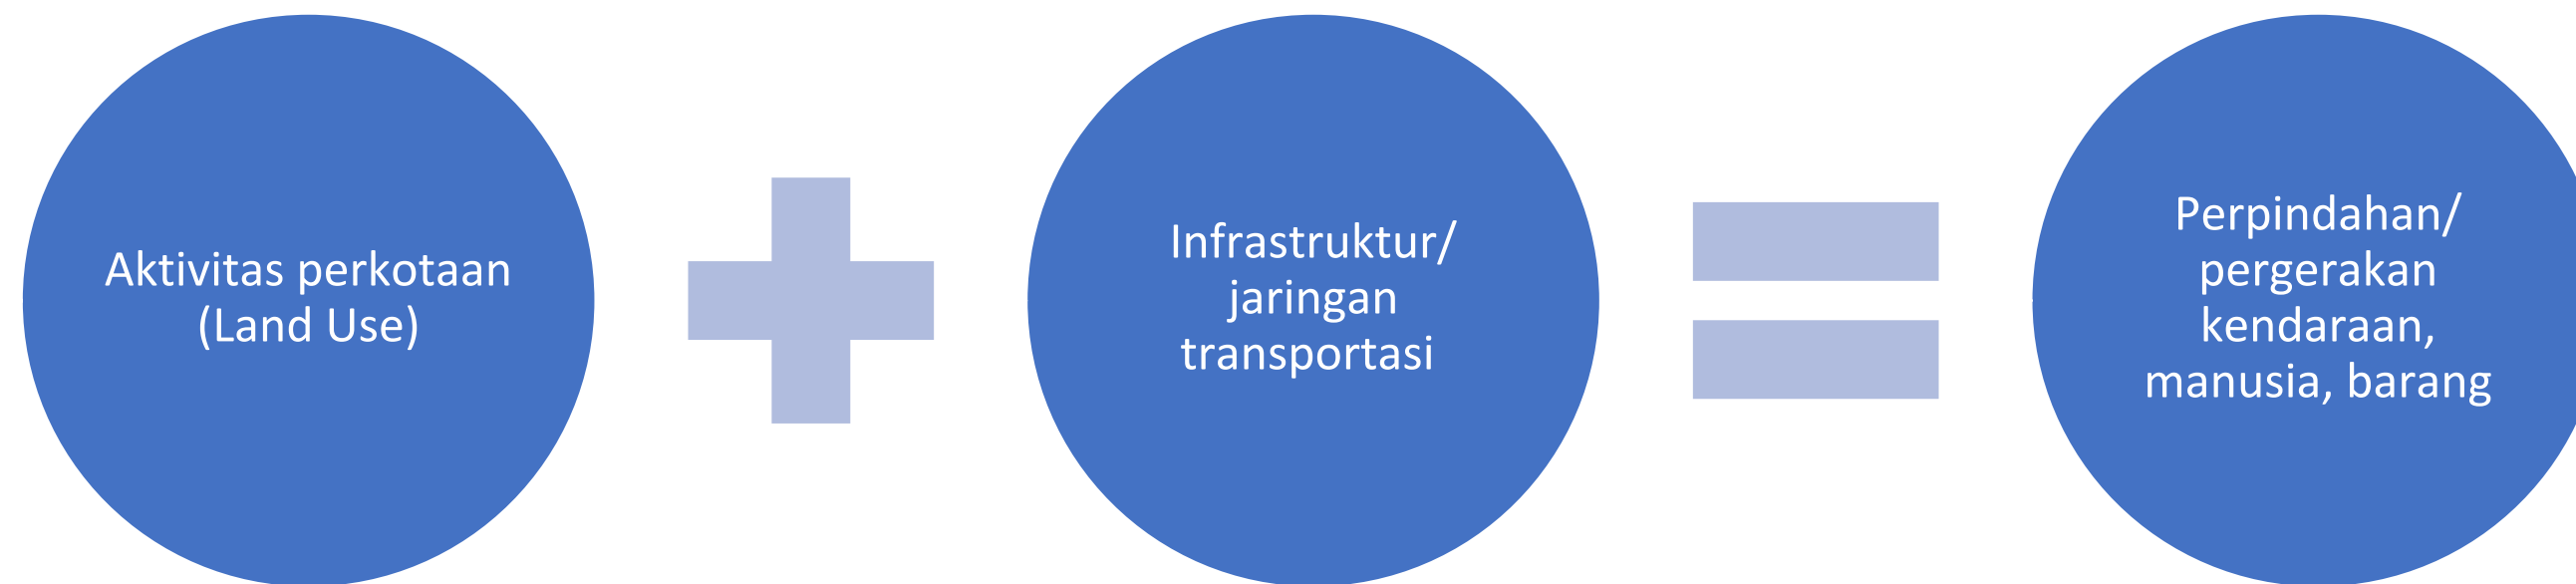 Aktivitas perkotaan
(Land Use)
Infrastruktur/
jaringan
transportasi
Perpindahan/
pergerakan
kendaraan,
manusia, barang